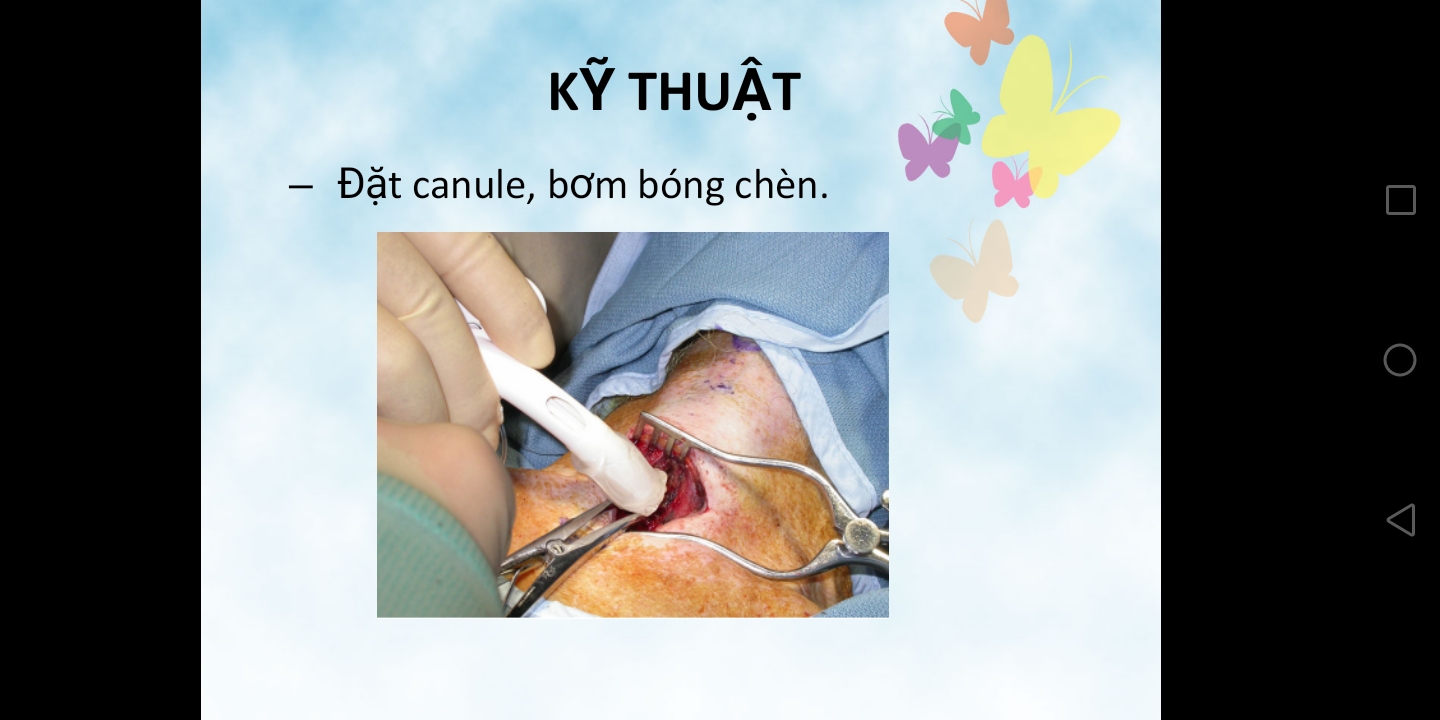 KỸ THUẬT
– Đặt canule, bơm bóng chèn.